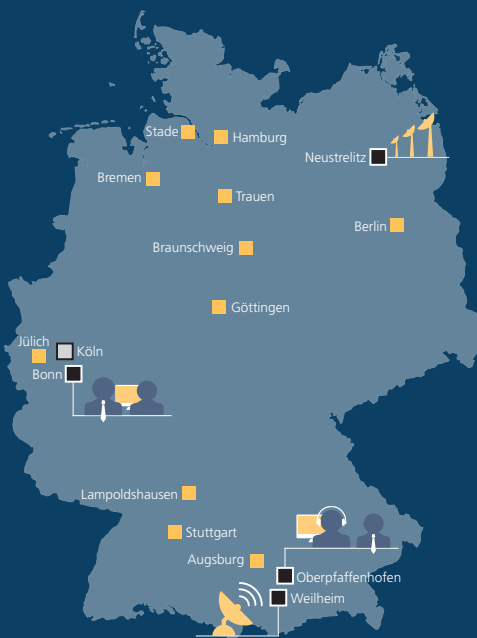 Stade
Hamburg
Neustrelitz
Bremen
Trauen
Berlin
Braunschweig
Göttingen
Jülich
Köln
Bonn
Lampoldshausen
Stuttgart
Augsburg
Oberpfaffenhofen
Weilheim